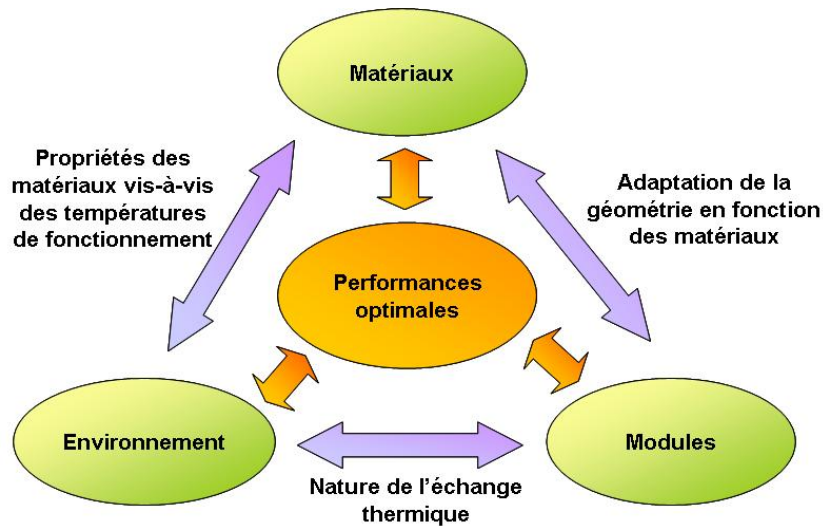 Matériaux
Propriétés des
matériaux vis-à-vis
des températures
de fonctionnement
Adaptation de la
géométrie en fonction
des matériaux
Performances
optimales
Environnement
Modules
Nature de l'échange
thermique